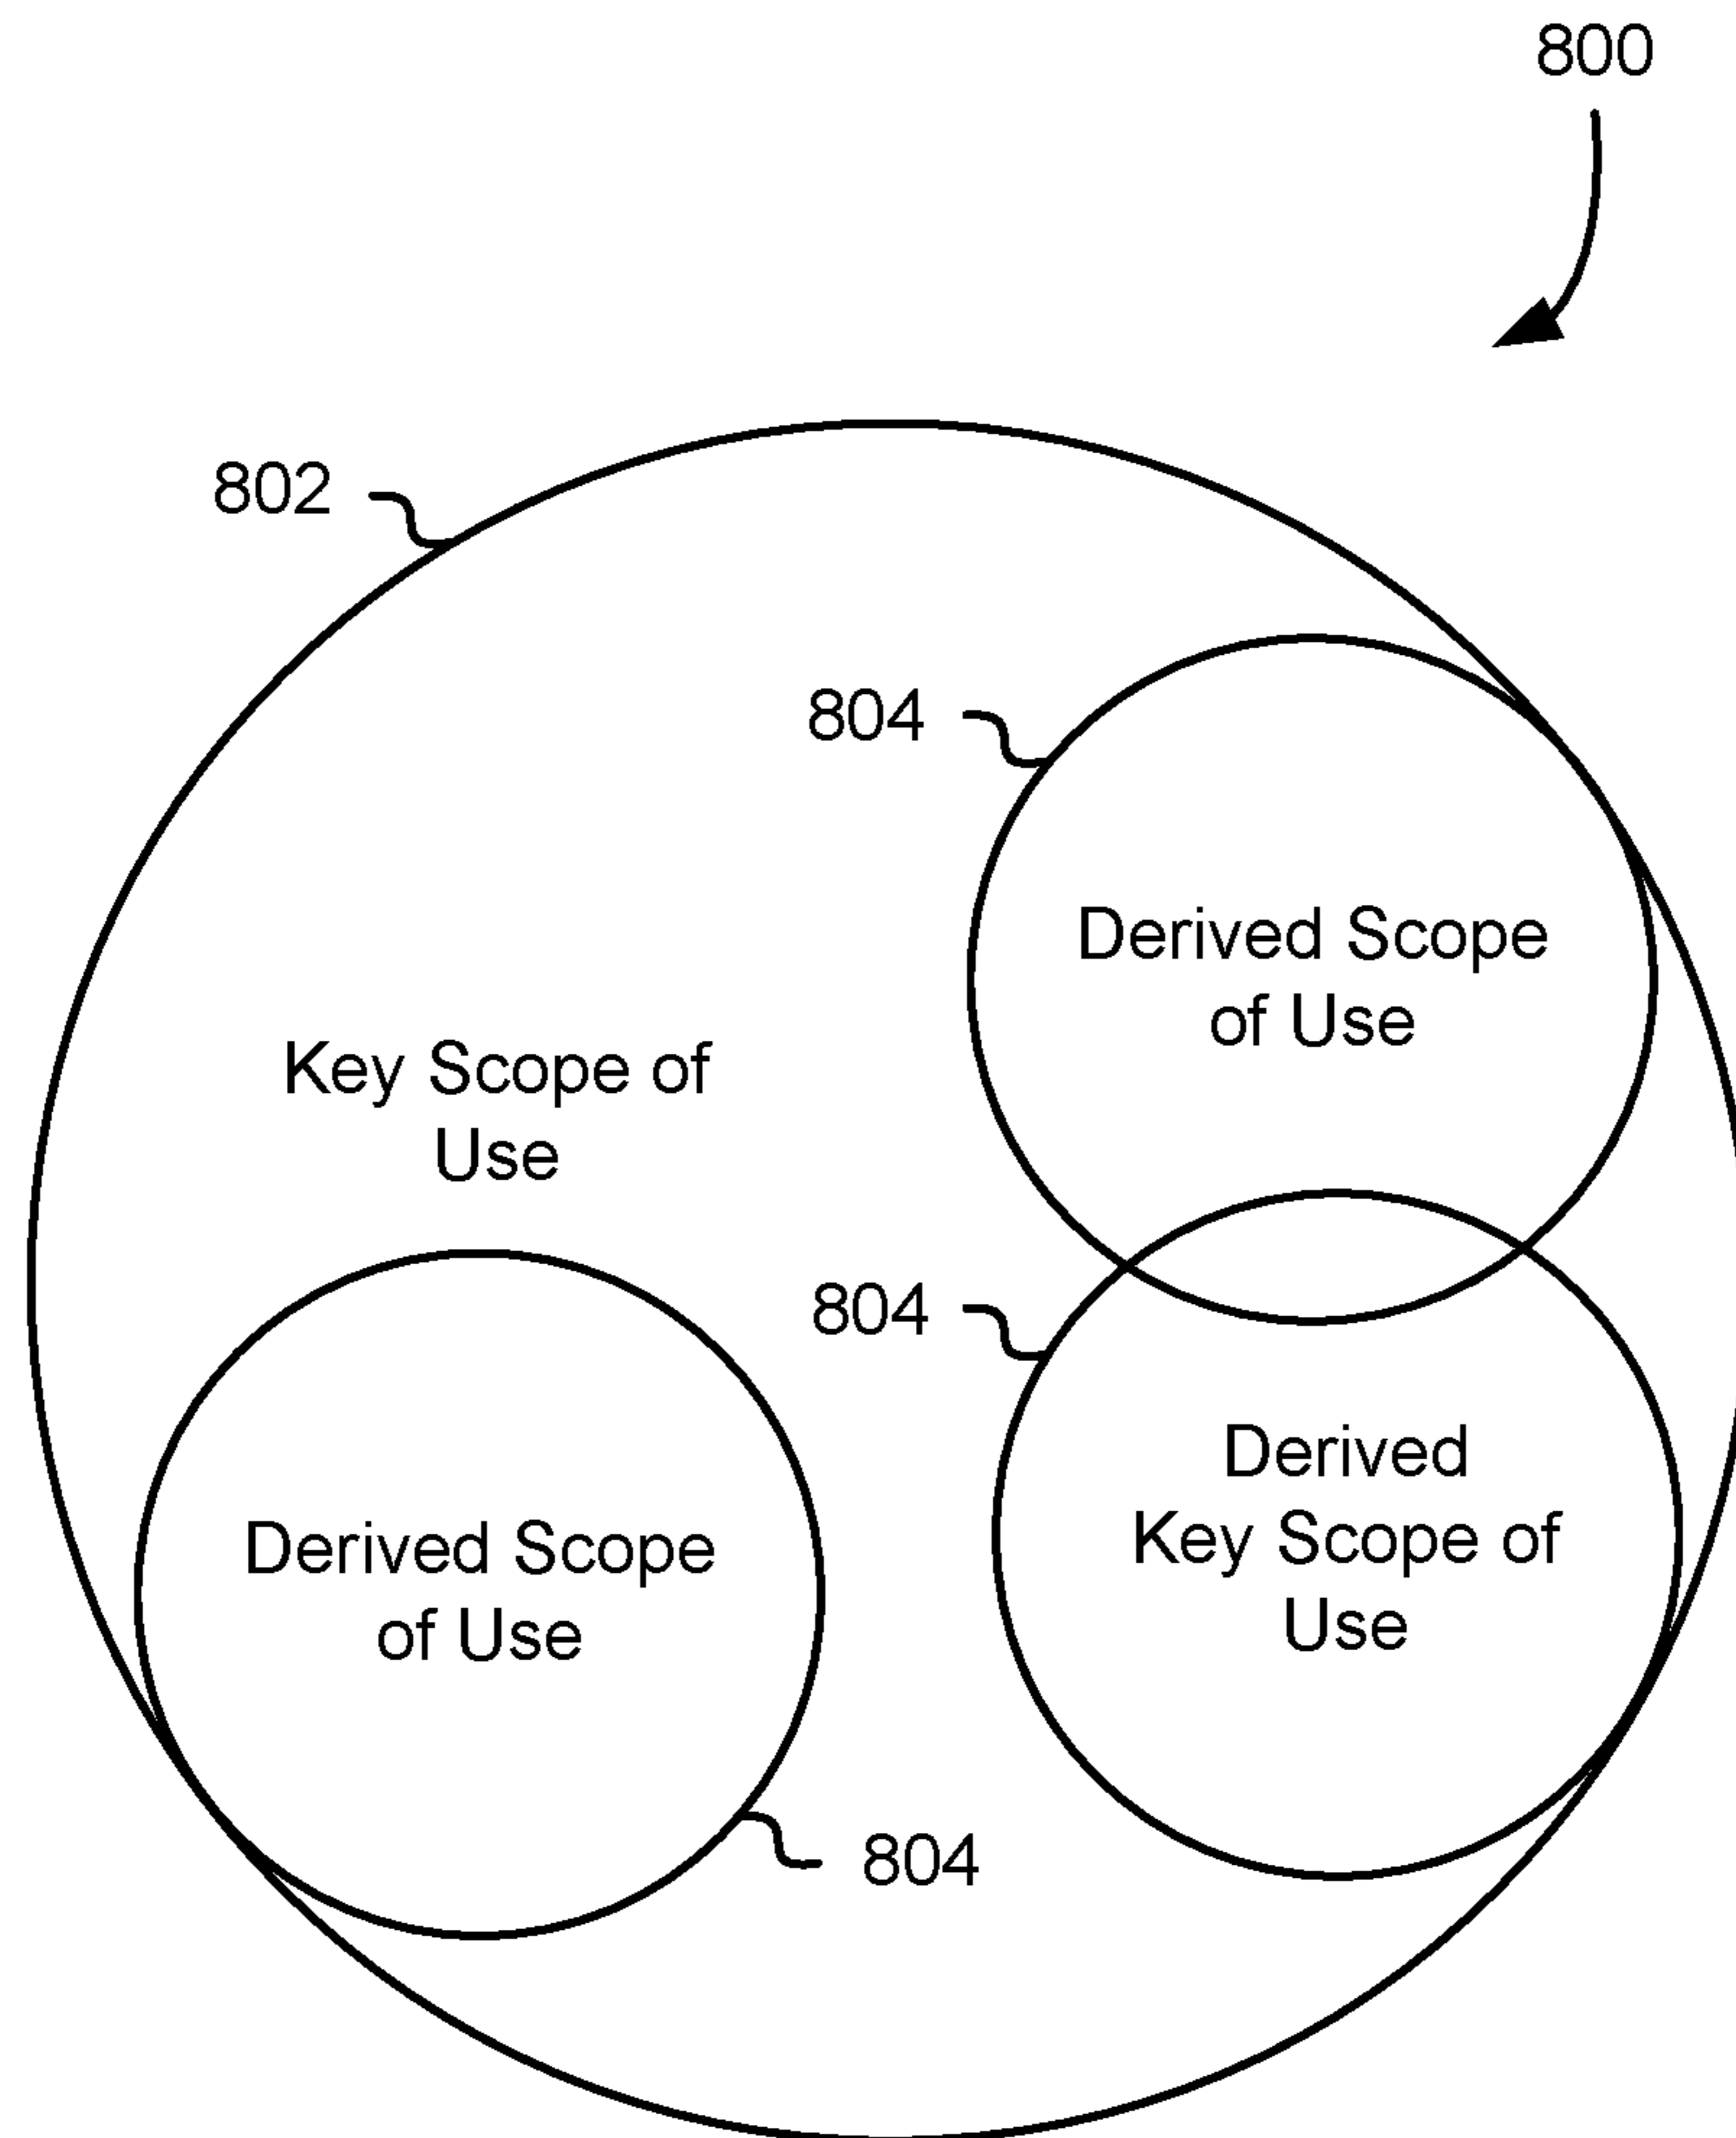 800
802
804
Derived Scope
of Use
Key Scope of
Use
804
Derived
Key Scope of
Use
Derived Scope
of Use
804